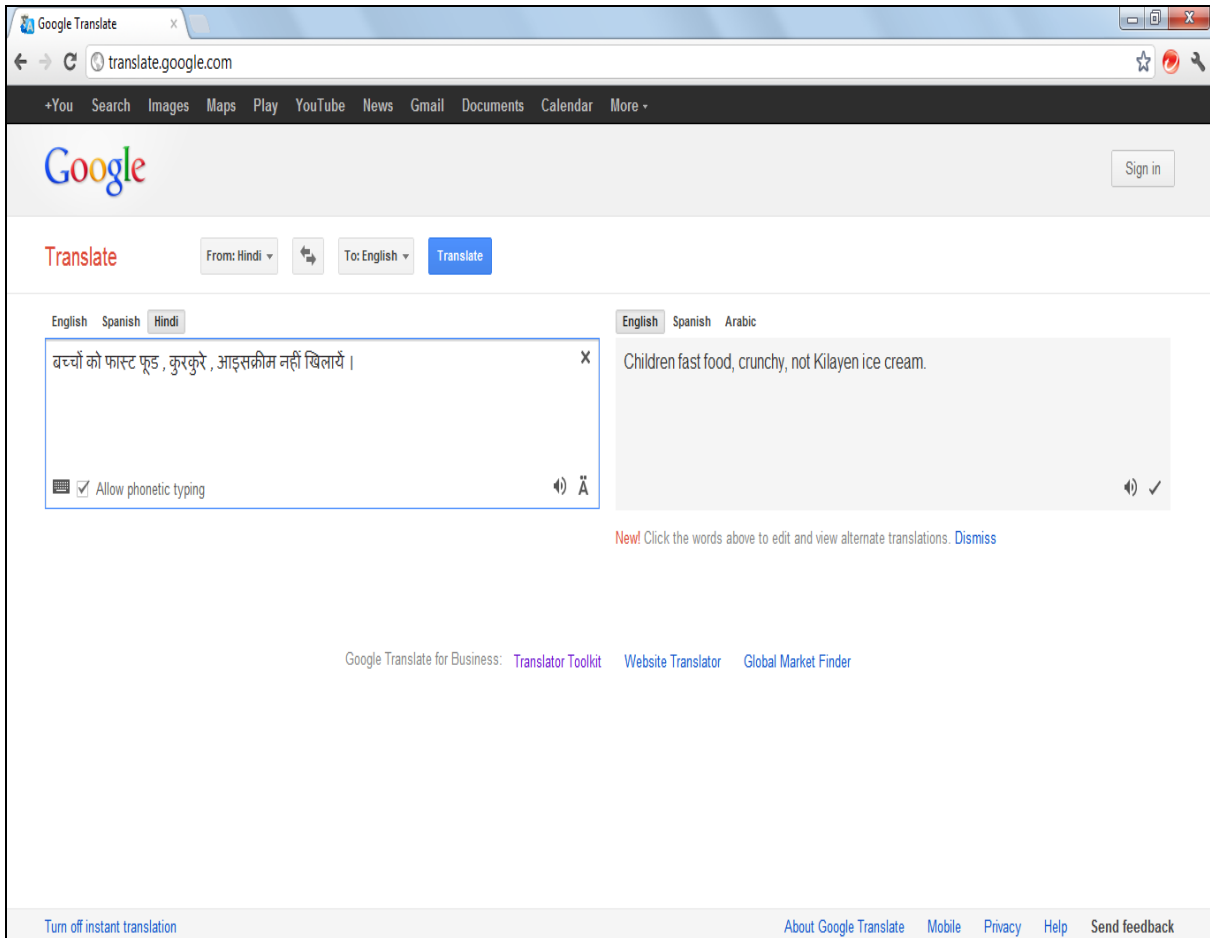 Google Translate
translate.google.com
+You Search Images Maps Play YouTube News Gmail Documents Calendar More
Google
Sign in
Translate From: Hindi To: English Translate
English Spanish Hindi
English Spanish Arabic
बच्चों को फास्ट फूड , कुरकुरे , आइसक्रीम नहीं खिलायें ।
Children fast food, crunchy, not Kilayen ice cream.
Allow phonetic typing
Ä
New! Click the words above to edit and view alternate translations. Dismiss
Google Translate for Business: Translator Toolkit Website Translator Global Market Finder
Turn off instant translation About Google Translate Mobile Privacy Help Send feedback